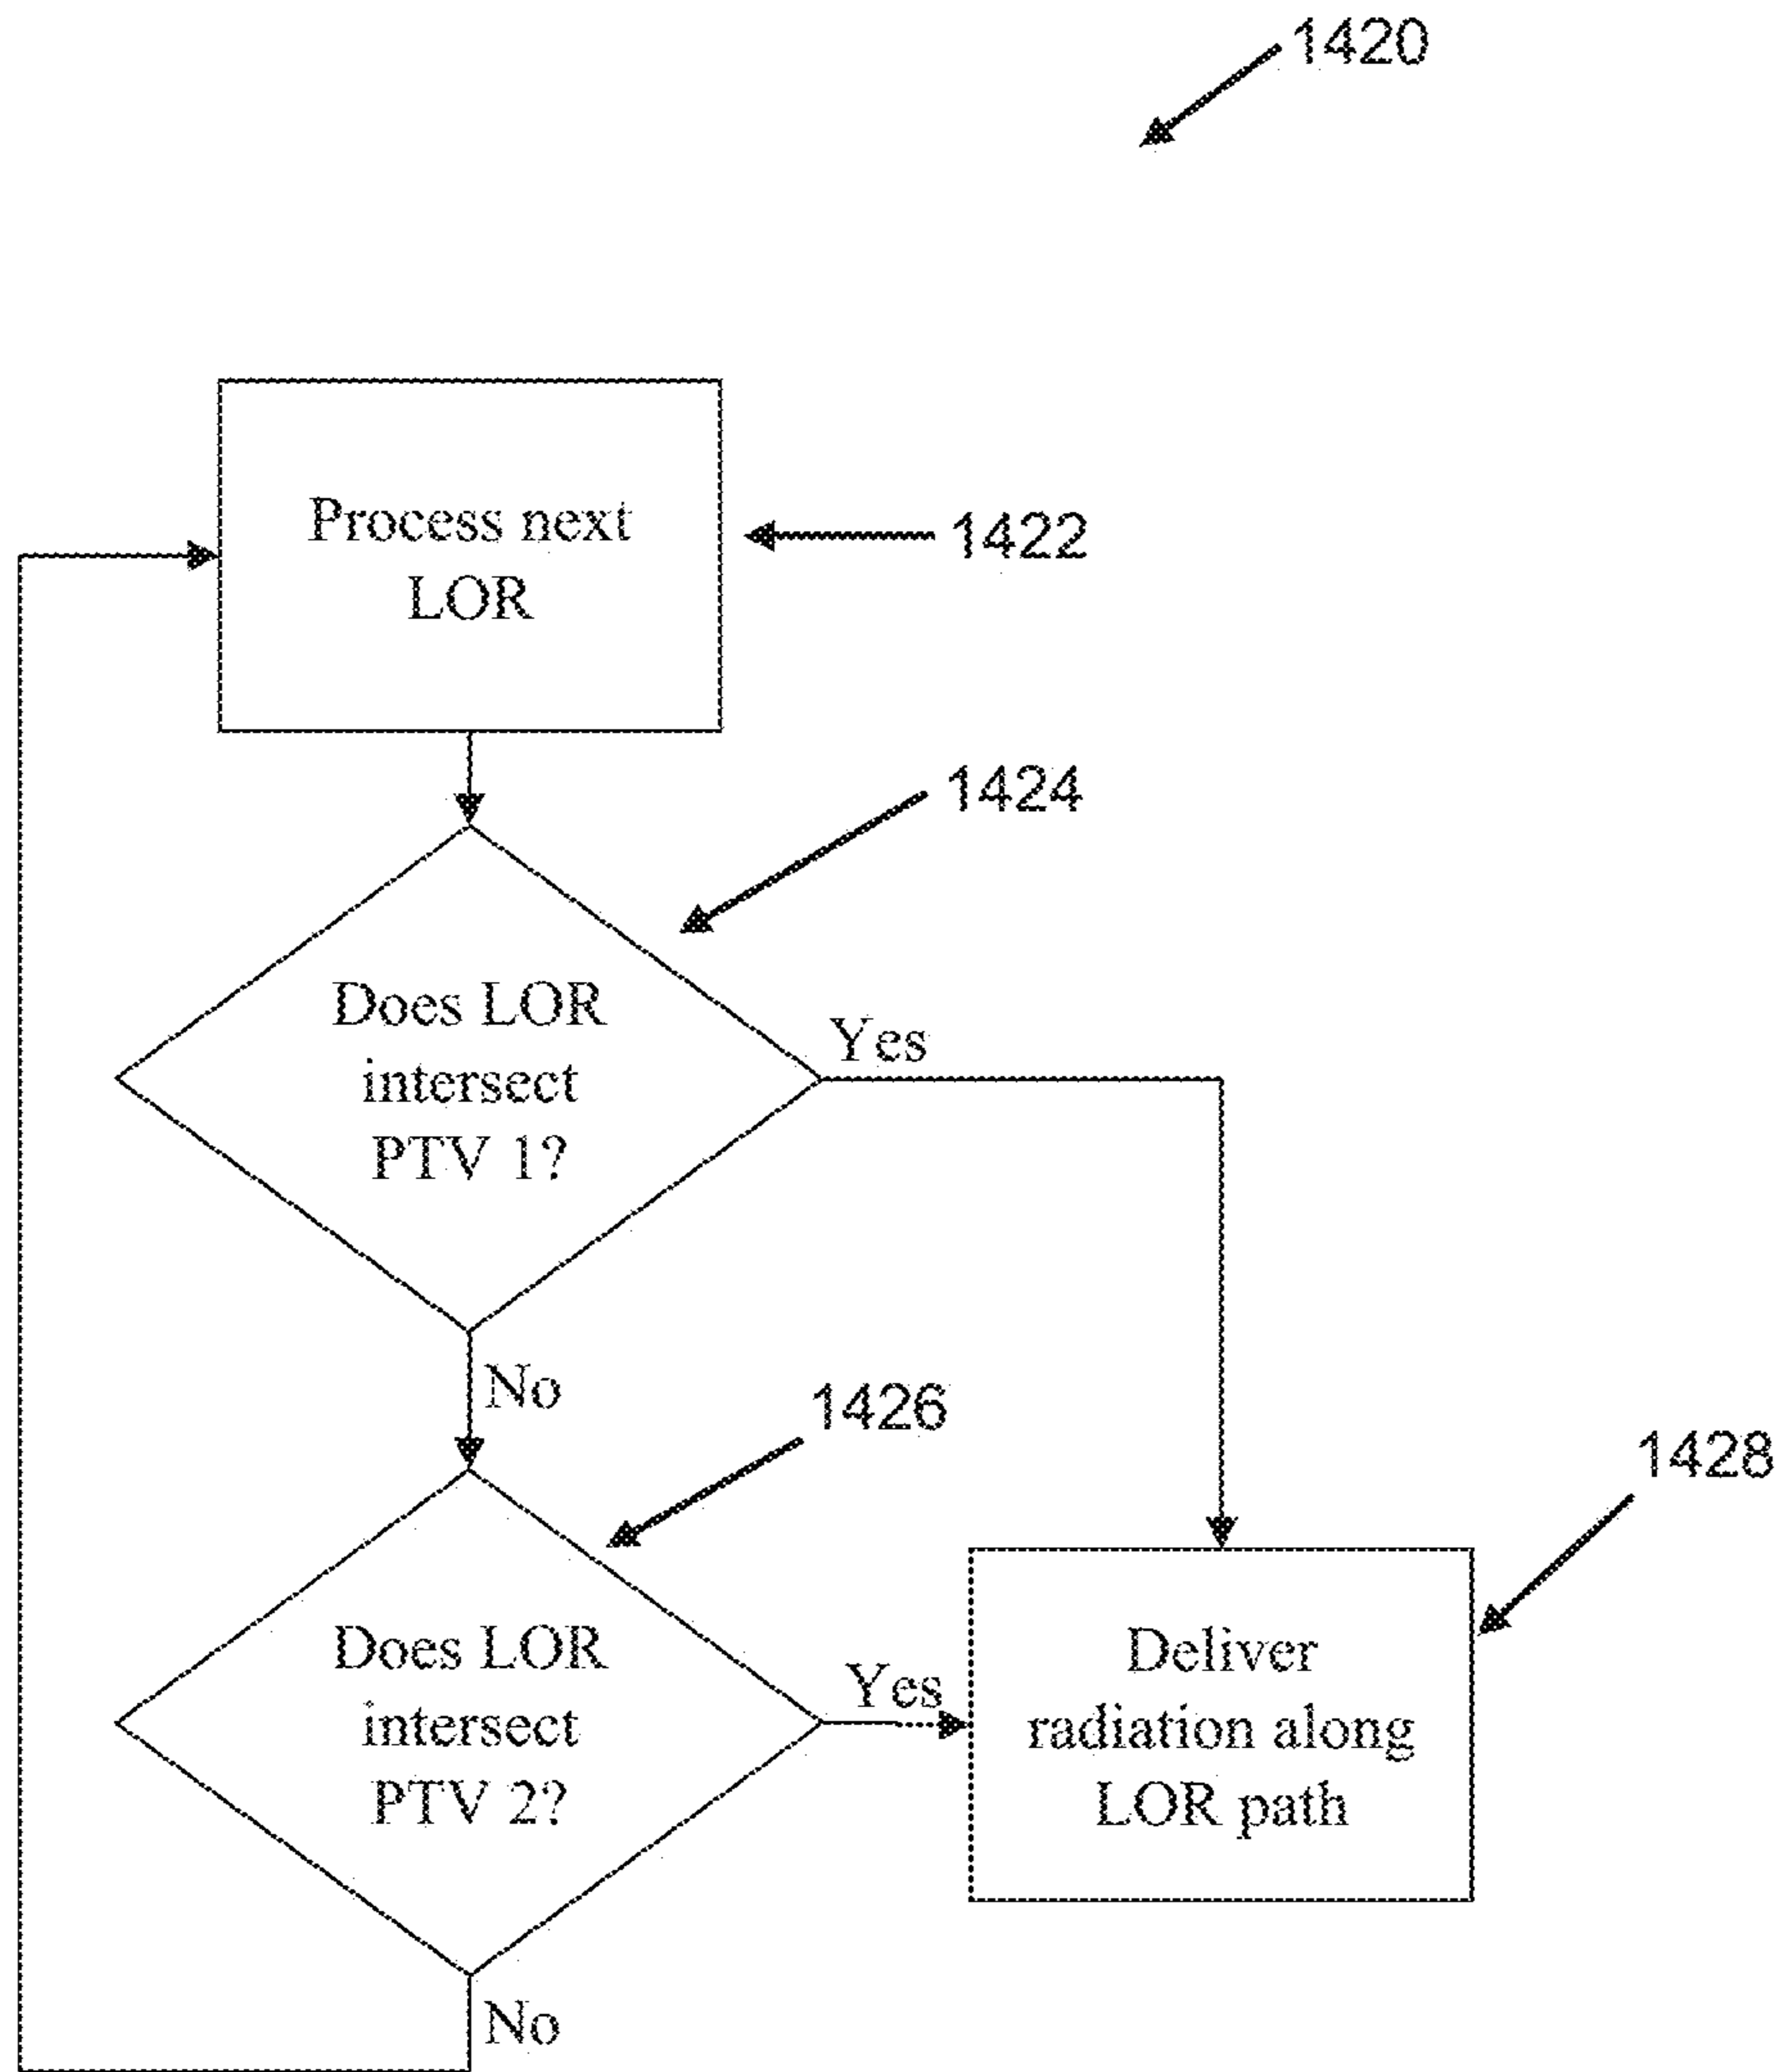 1420
Process next
LOR
1422
1424
Does LOR
intersect
PTV 1?
Yes
No
1426
1428
Does LOR
intersect
PTV 2?
Yes
Deliver
radiation along
LOR path
No